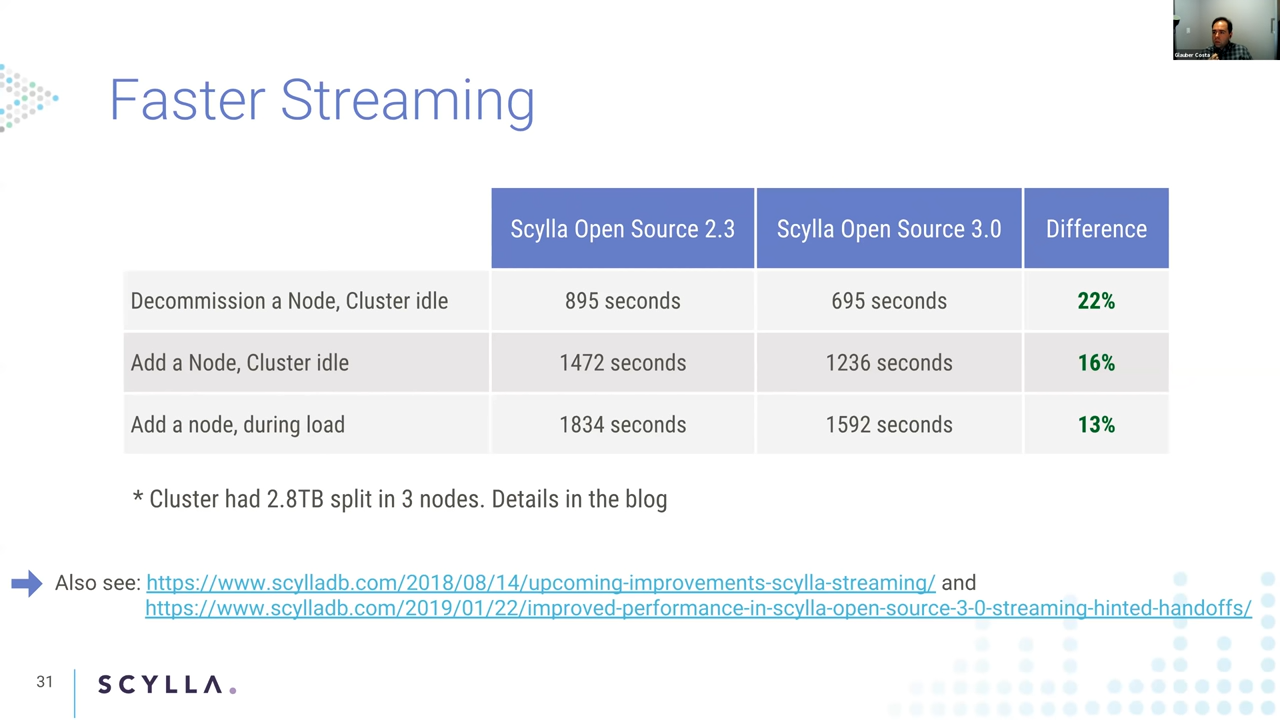 Glauber Costa
Faster Streaming
Scylla Open Source 2.3 Scylla Open Source 3.0 Difference
Decommission a Node, Cluster idle 895 seconds 695 seconds 22%
Add a Node, Cluster idle 1472 seconds 1236 seconds 16%
Add a node, during load 1834 seconds 1592 seconds 13%
* Cluster had 2.8TB split in 3 nodes. Details in the blog
Also see: https://www.scylladb.com/2018/08/14/upcoming-improvements-scylla-streaming/ and
https://www.scylladb.com/2019/01/22/improved-performance-in-scylla-open-source-3-0-streaming-hinted-handoffs/
31
SCYLLA.